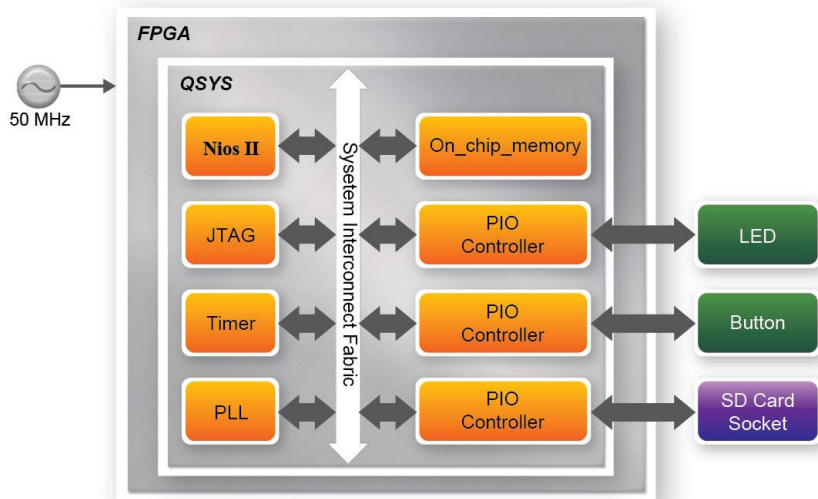 FPGA
QSYS
50 MHz
Nios II
On_chip_memory
Sysetem Interconnect Fabric
JTAG
PIO
Controller
LED
Timer
PIO
Controller
Button
PLL
PIO
Controller
SD Card
Socket